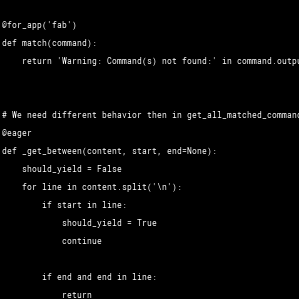 @for_app('fab')
def match(command):
    return 'Warning: Command(s) not found:' in command.outpu
# We need different behavior then in get_all_matched_comman
@eager
def _get_between(content, start, end=None):
    should_yield = False
    for line in content.split('\n'):
        if start in line:
            should_yield = True
            continue
        if end and end in line:
            return